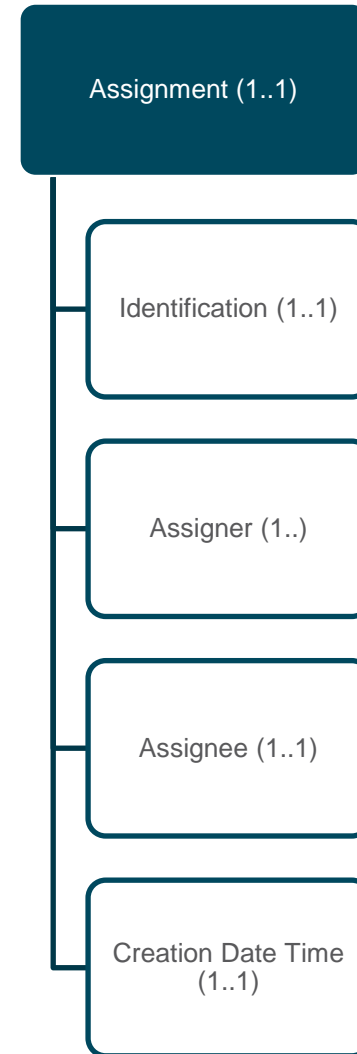 Assignment (1..1)
Identification (1..1)
Assigner (1..)
Assignee (1..1)
Creation Date Time
(1..1)